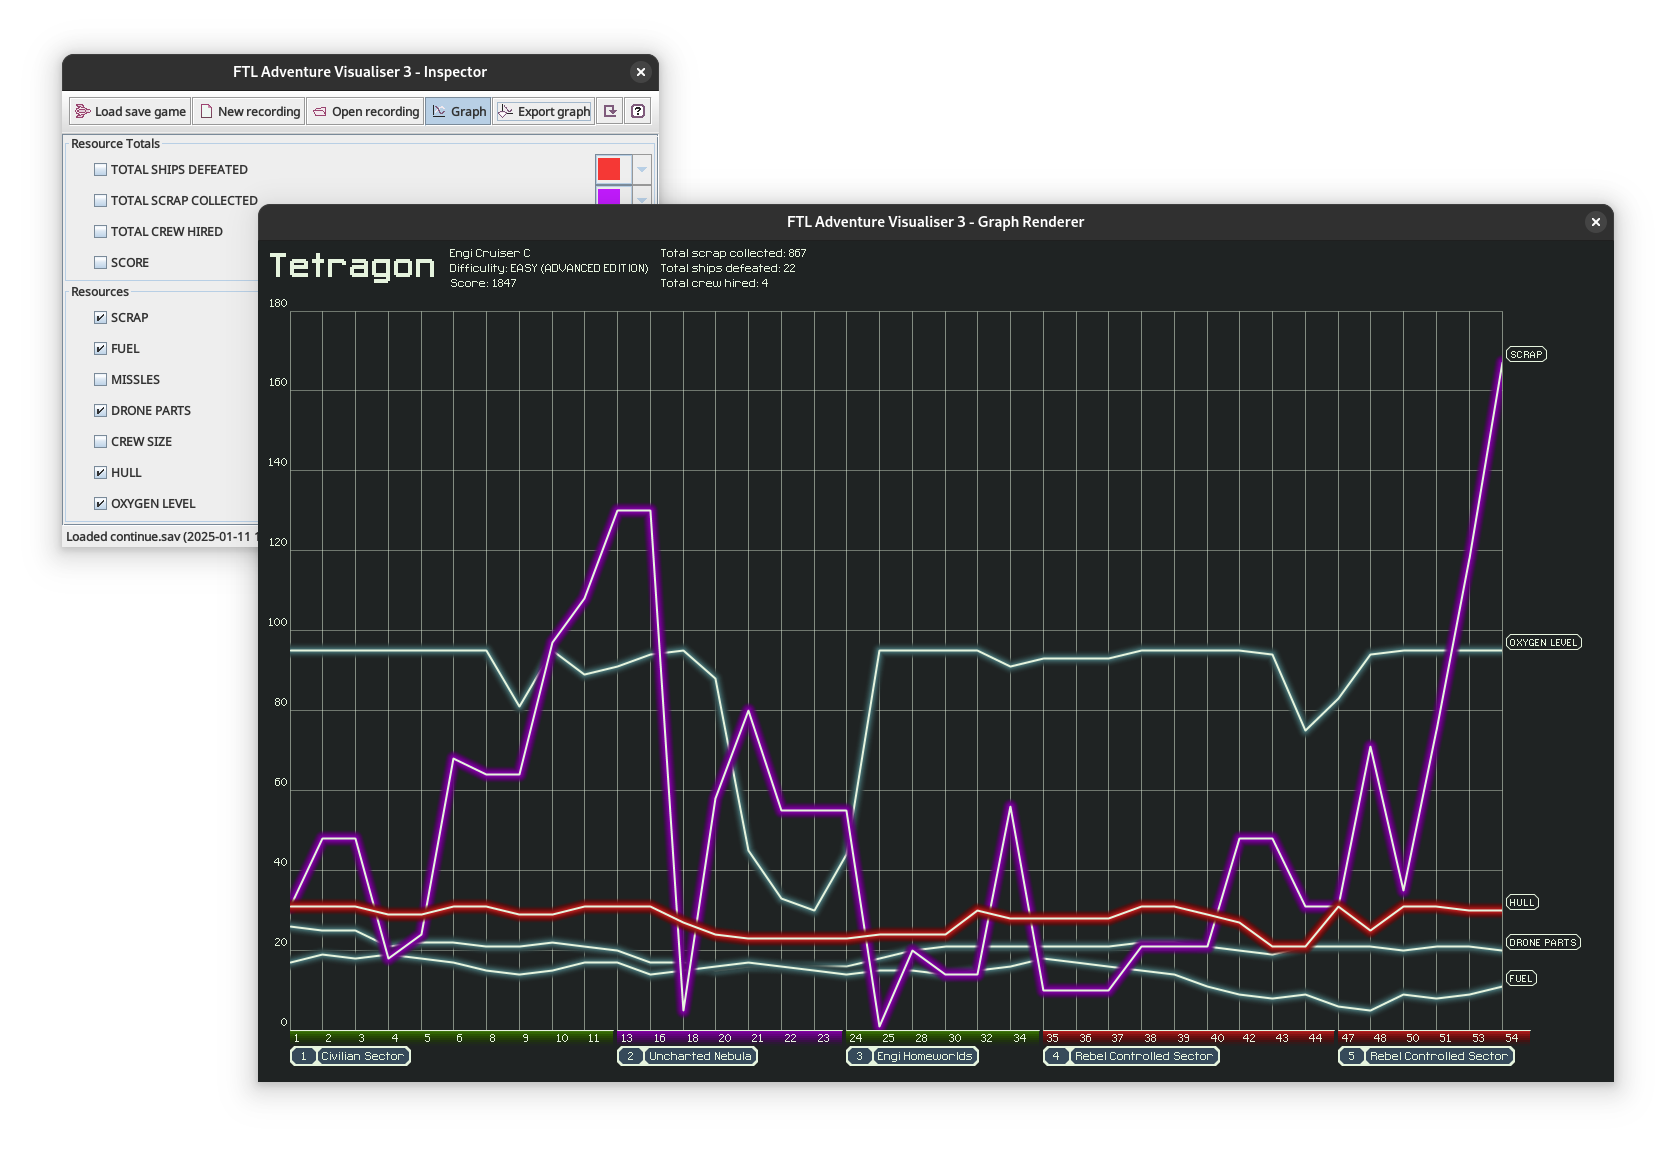 FTL Adventure Visualiser 3 - Inspector
Load save game New recording Open recording Graph Export graph
Resource Totals
TOTAL SHIPS DEFEATED
TOTAL SCRAP COLLECTED
TOTAL CREW HIRED
SCORE
Resources
SCRAP
FUEL
MISSLES
DRONE PARTS
CREW SIZE
HULL
OXYGEN LEVEL
Loaded continue.sav (2025-01-11 1
FTL Adventure Visualiser 3 - Graph Renderer
Tetragon
Engi Cruiser C
Difficulity: EASY (ADVANCED EDITION)
Score: 1847
Total scrap collected: 867
Total ships defeated: 22
Total crew hired: 4
180
160
140
120
100
80
60
40
20
0
SCRAP
OXYGEN LEVEL
HULL
DRONE PARTS
FUEL
1 2 3 4 5 6 8 9 10 11 13 16 18 20 21 22 23 24 25 28 30 32 34 35 36 37 38 39 40 42 43 44 47 48 50 51 53 54
1 Civilian Sector 2 Uncharted Nebula 3 Engi Homeworlds 4 Rebel Controlled Sector 5 Rebel Controlled Sector